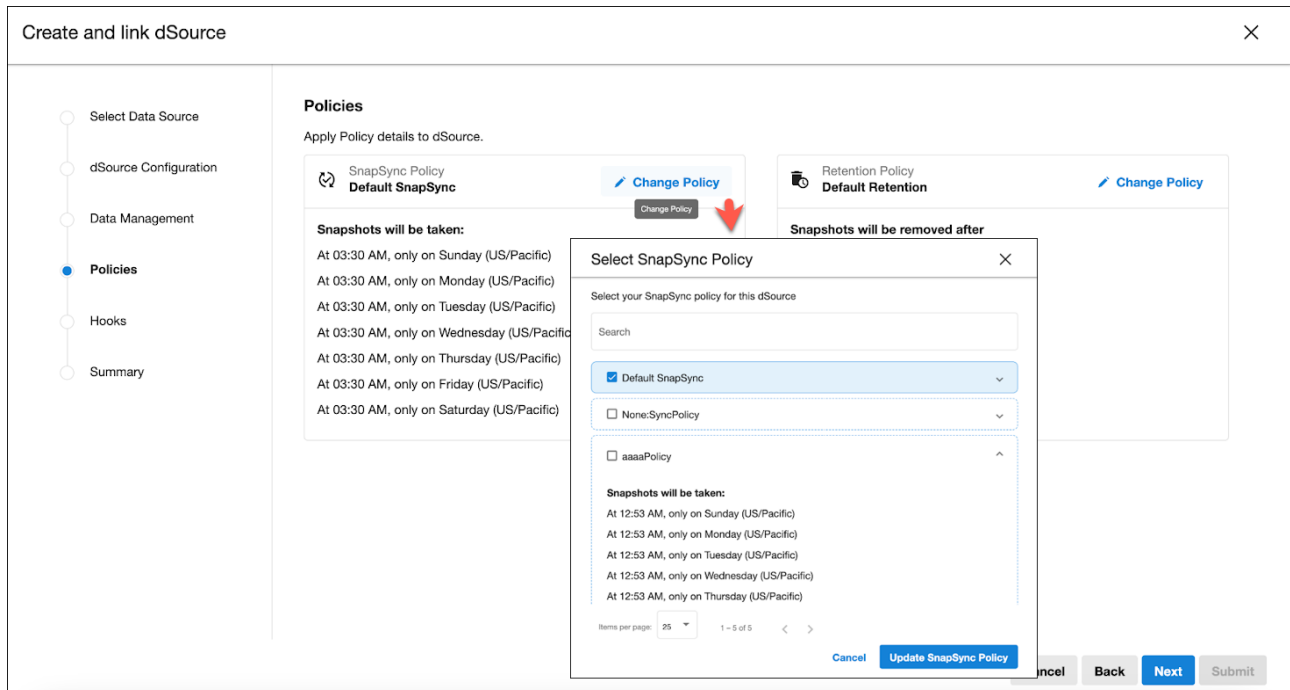 Create and link dSource
Select Data Source
dSource Configuration
Data Management
Policies
Hooks
Summary
Policies
Apply Policy details to dSource.
SnapSync Policy
Default SnapSync
Change Policy
Change Policy
Snapshots will be taken:
At 03:30 AM, only on Sunday (US/Pacific)
At 03:30 AM, only on Monday (US/Pacific)
At 03:30 AM, only on Tuesday (US/Pacific)
At 03:30 AM, only on Wednesday (US/Pacific
At 03:30 AM, only on Thursday (US/Pacific)
At 03:30 AM, only on Friday (US/Pacific)
At 03:30 AM, only on Saturday (US/Pacific)
Retention Policy
Default Retention
Change Policy
Snapshots will be removed after
Select SnapSync Policy
Select your SnapSync policy for this dSource
Search
Default SnapSync
None:SyncPolicy
aaaaPolicy
Snapshots will be taken:
At 12:53 AM, only on Sunday (US/Pacific)
At 12:53 AM, only on Monday (US/Pacific)
At 12:53 AM, only on Tuesday (US/Pacific)
At 12:53 AM, only on Wednesday (US/Pacific)
At 12:53 AM, only on Thursday (US/Pacific)
Items per page: 25 1 – 5 of 5
Cancel Update SnapSync Policy
ncel Back Next Submit